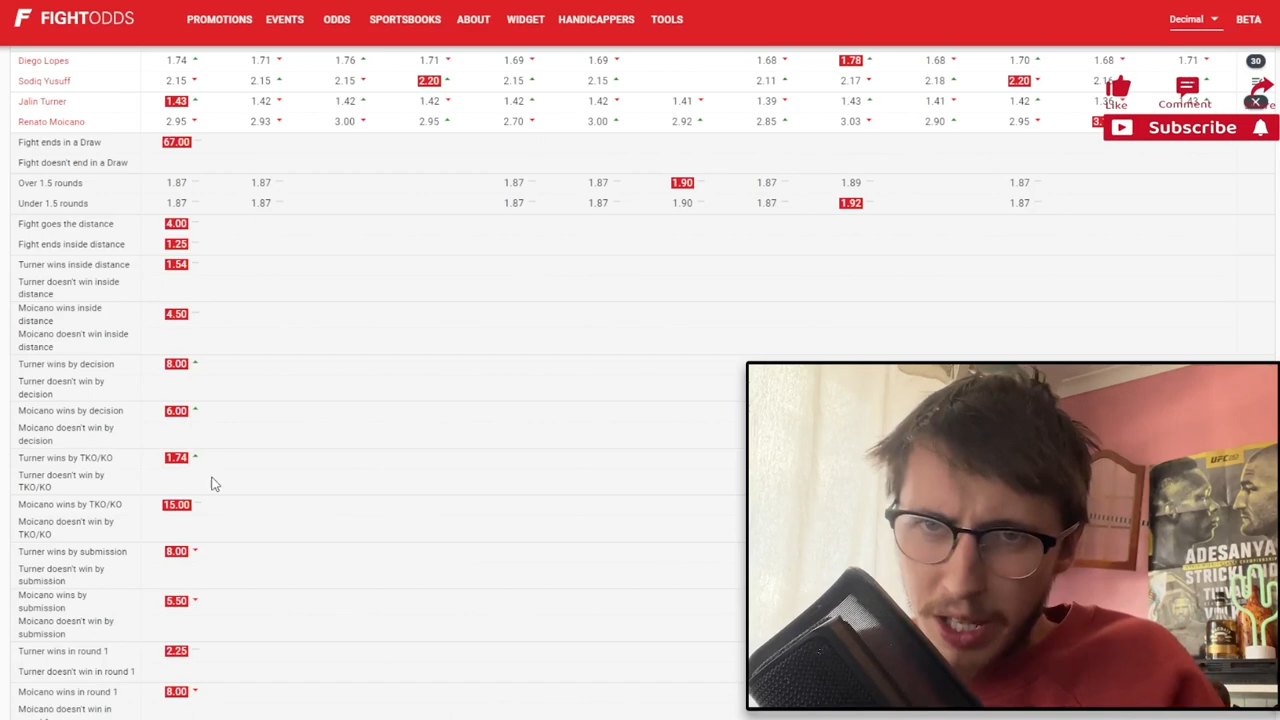 FIGHTODDS
PROMOTIONS EVENTS ODDS SPORTSBOOKS ABOUT WIDGET HANDICAPPERS TOOLS Decimal BETA
Diego Lopes 1.74 1.71 1.76 1.71 1.69 1.69 1.68 1.78 1.68 1.70 1.68 1.71 30
Sodiq Yusuff 2.15 2.15 2.15 2.20 2.15 2.15 2.11 2.17 2.18 2.20
Jalin Turner 1.43 1.42 1.42 1.42 1.42 1.42 1.41 1.39 1.43 1.41 1.42
Like Comment
Renato Moicano 2.95 2.93 3.00 2.95 2.70 3.00 2.92 2.85 3.03 2.90 2.95
Subscribe
Fight ends in a Draw 67.00
Fight doesn't end in a Draw
Over 1.5 rounds 1.87 1.87 1.87 1.87 1.90 1.87 1.89 1.87
Under 1.5 rounds 1.87 1.87 1.87 1.87 1.90 1.87 1.92 1.87
Fight goes the distance 4.00
Fight ends inside distance 1.25
Turner wins inside distance 1.54
Turner doesn't win inside
distance
Moicano wins inside
distance 4.50
Moicano doesn't win inside
distance
Turner wins by decision 8.00
Turner doesn't win by
decision
Moicano wins by decision 6.00
Moicano doesn't win by
decision
Turner wins by TKO/KO 1.74
Turner doesn't win by
TKO/KO
Moicano wins by TKO/KO 15.00
Moicano doesn't win by
TKO/KO
Turner wins by submission 8.00
Turner doesn't win by
submission
Moicano wins by
submission 5.50
Moicano doesn't win by
submission
Turner wins in round 1 2.25
Turner doesn't win in round 1
Moicano wins in round 1 8.00
Moicano doesn't win in
UFC
ADESANYA
STRICKLAND